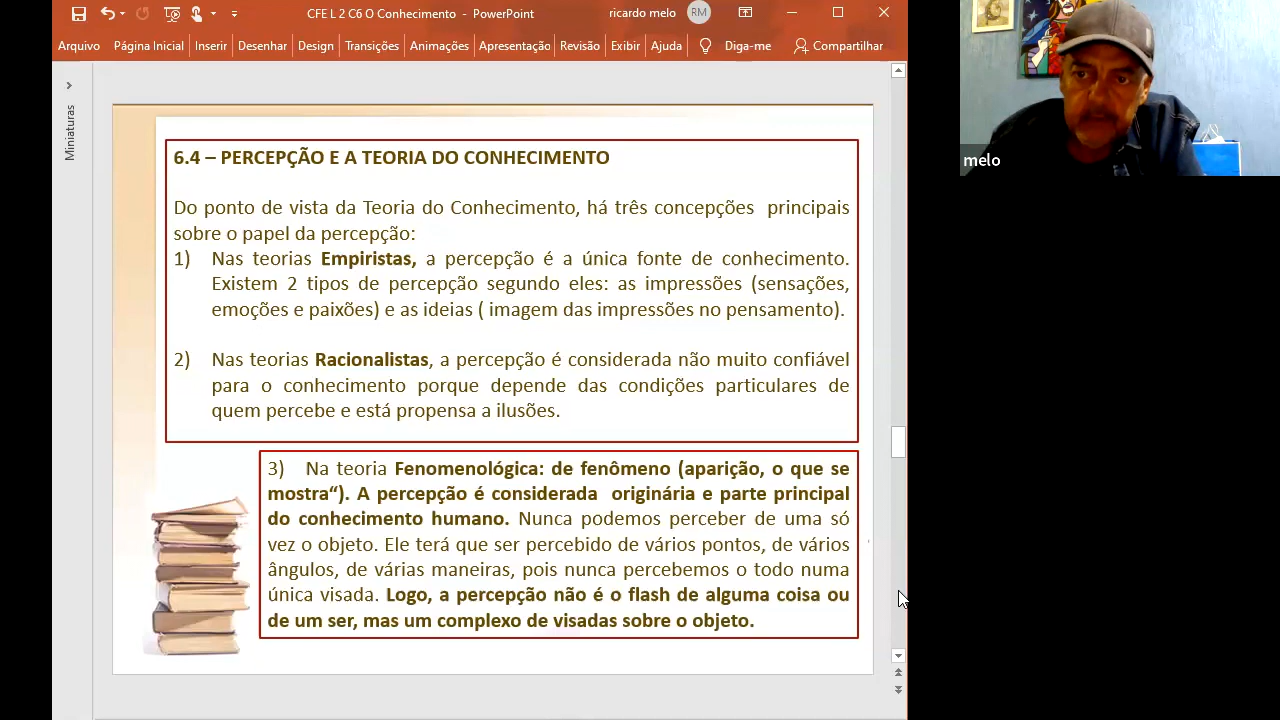 CFE L 2 C6 O Conhecimento - PowerPoint
ricardo melo RM
Arquivo Página Inicial Inserir Desenhar Design Transições Animações Apresentação Revisão Exibir Ajuda Diga-me Compartilhar
Miniaturas
6.4 – PERCEPÇÃO E A TEORIA DO CONHECIMENTO
Do ponto de vista da Teoria do Conhecimento, há três concepções principais
sobre o papel da percepção:
1) Nas teorias Empiristas, a percepção é a única fonte de conhecimento.
Existem 2 tipos de percepção segundo eles: as impressões (sensações,
emoções e paixões) e as ideias ( imagem das impressões no pensamento).
2) Nas teorias Racionalistas, a percepção é considerada não muito confiável
para o conhecimento porque depende das condições particulares de
quem percebe e está propensa a ilusões.
3) Na teoria Fenomenológica: de fenômeno (aparição, o que se
mostra“). A percepção é considerada originária e parte principal
do conhecimento humano. Nunca podemos perceber de uma só
vez o objeto. Ele terá que ser percebido de vários pontos, de vários
ângulos, de várias maneiras, pois nunca percebemos o todo numa
única visada. Logo, a percepção não é o flash de alguma coisa ou
de um ser, mas um complexo de visadas sobre o objeto.
melo